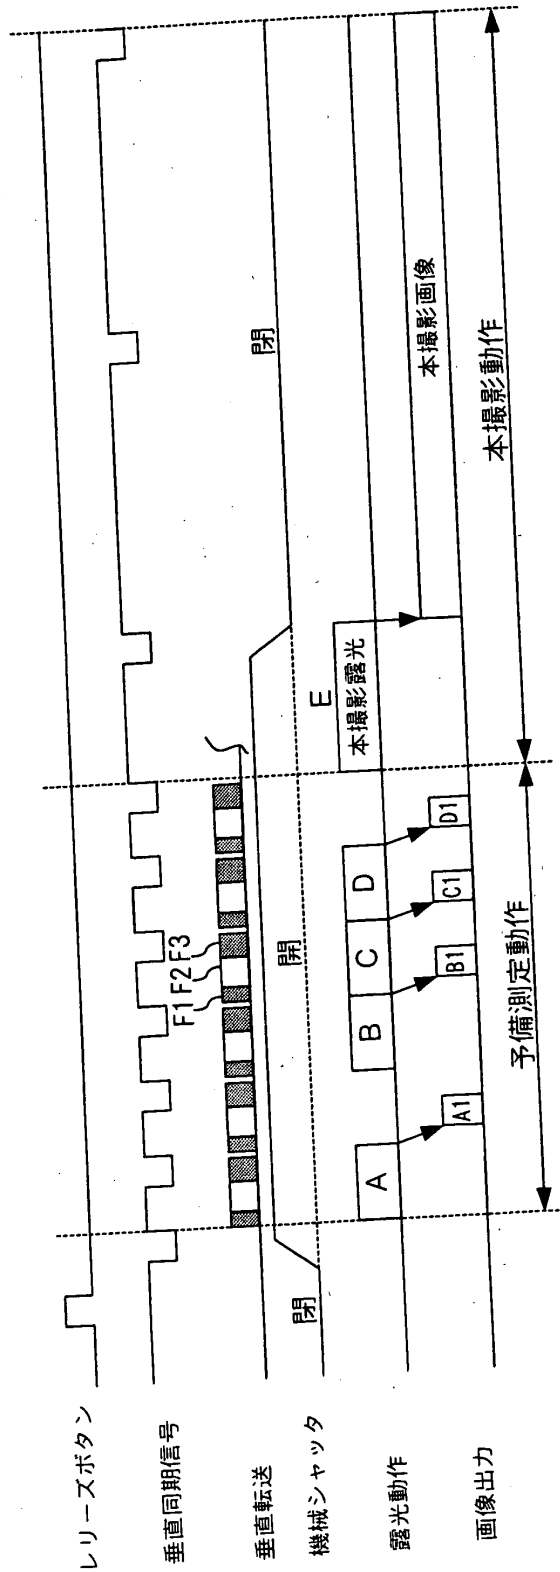 レリーズボタン
垂直同期信号
垂直転送
F1 F2 F3
機械シャッタ
閉
開
閉
露光動作
A
B
C
D
E
本撮影露光
画像出力
A1
B1
C1
D1
本撮影画像
予備測定動作
本撮影動作